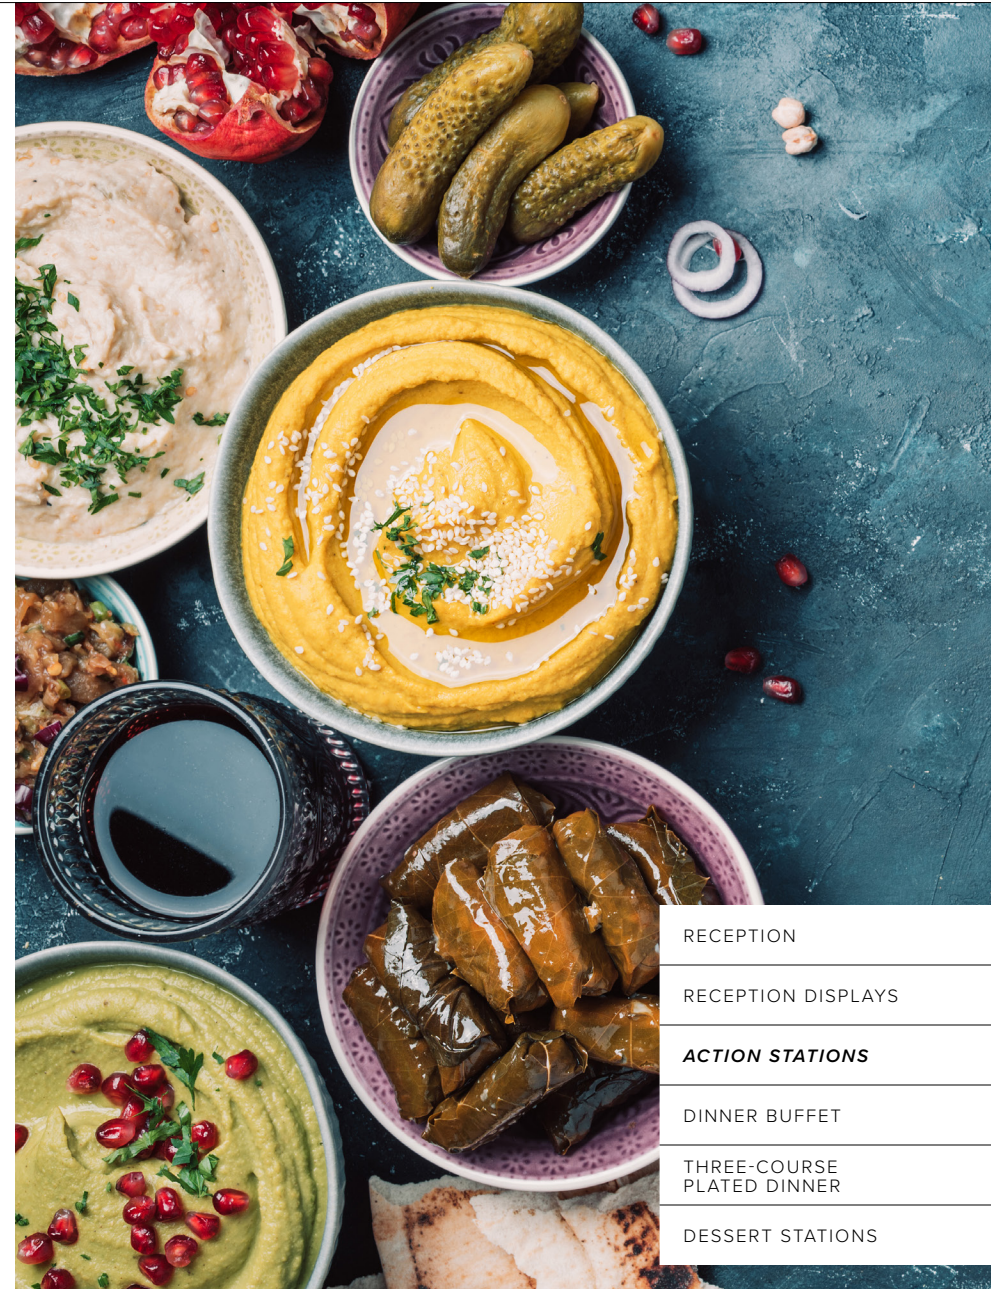 RECEPTION
RECEPTION DISPLAYS
ACTION STATIONS
DINNER BUFFET
THREE-COURSE
PLATED DINNER
DESSERT STATIONS